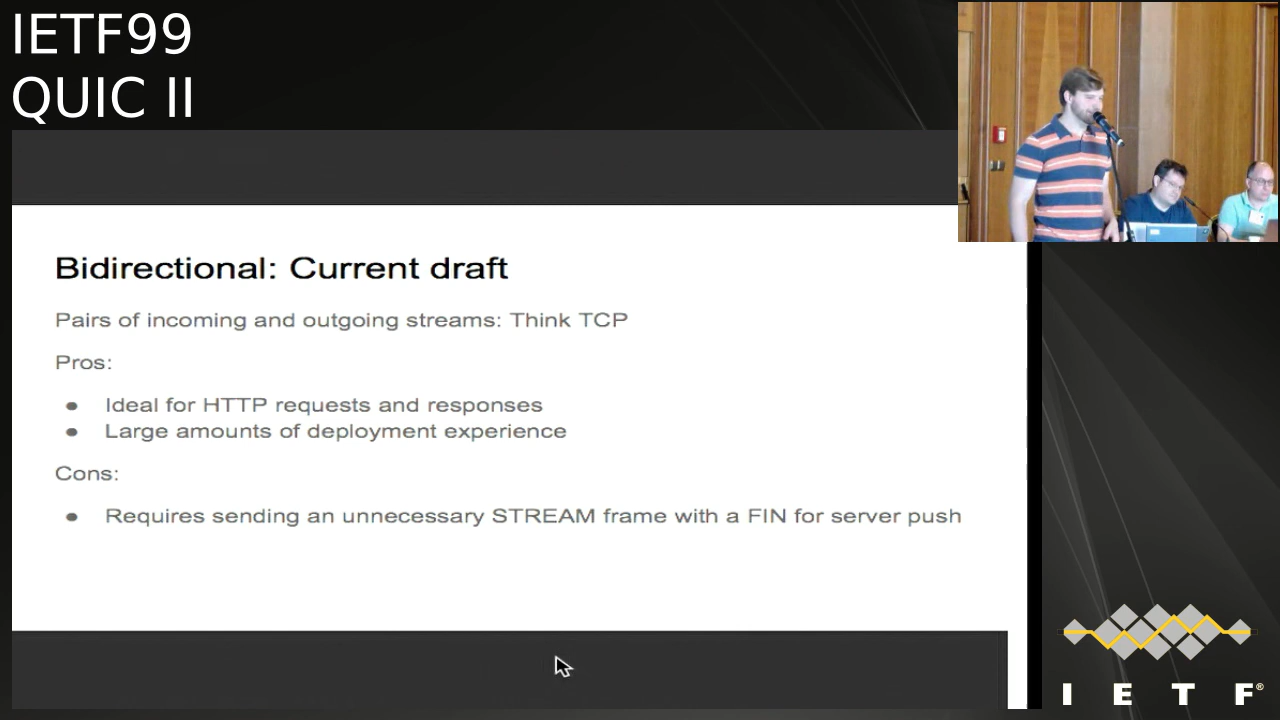 IETF99
QUIC II
Bidirectional: Current draft
Pairs of incoming and outgoing streams: Think TCP
Pros:
● Ideal for HTTP requests and responses
● Large amounts of deployment experience
Cons:
● Requires sending an unnecessary STREAM frame with a FIN for server push
I E T F®